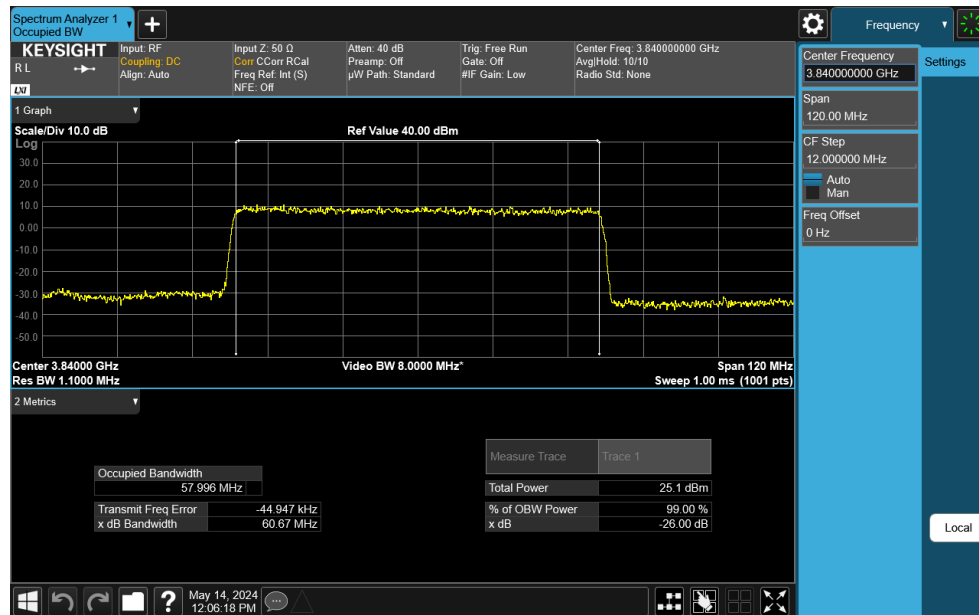 Spectrum Analyzer 1
Occupied BW
+
Frequency
KEYSIGHT
RL
LXI
Input: RF
Coupling: DC
Align: Auto
Input Z: 50 Ω
Corr CCorr RCal
Freq Ref: Int (S)
NFE: Off
Atten: 40 dB
Preamp: Off
µW Path: Standard
Trig: Free Run
Gate: Off
#IF Gain: Low
Center Freq: 3.840000000 GHz
Avg|Hold: 10/10
Radio Std: None
Center Frequency
3.840000000 GHz
Settings
Span
120.00 MHz
CF Step
12.000000 MHz
Auto
Man
Freq Offset
0 Hz
1 Graph
Scale/Div 10.0 dB
Ref Value 40.00 dBm
Log
30.0
20.0
10.0
0.00
-10.0
-20.0
-30.0
-40.0
-50.0
Center 3.84000 GHz
Video BW 8.0000 MHz*
Span 120 MHz
Res BW 1.1000 MHz
Sweep 1.00 ms (1001 pts)
2 Metrics
Measure Trace
Trace 1
Occupied Bandwidth
57.996 MHz
Total Power
25.1 dBm
Transmit Freq Error
-44.947 kHz
% of OBW Power
99.00 %
x dB Bandwidth
60.67 MHz
x dB
-26.00 dB
Local
?
May 14, 2024
12:06:18 PM